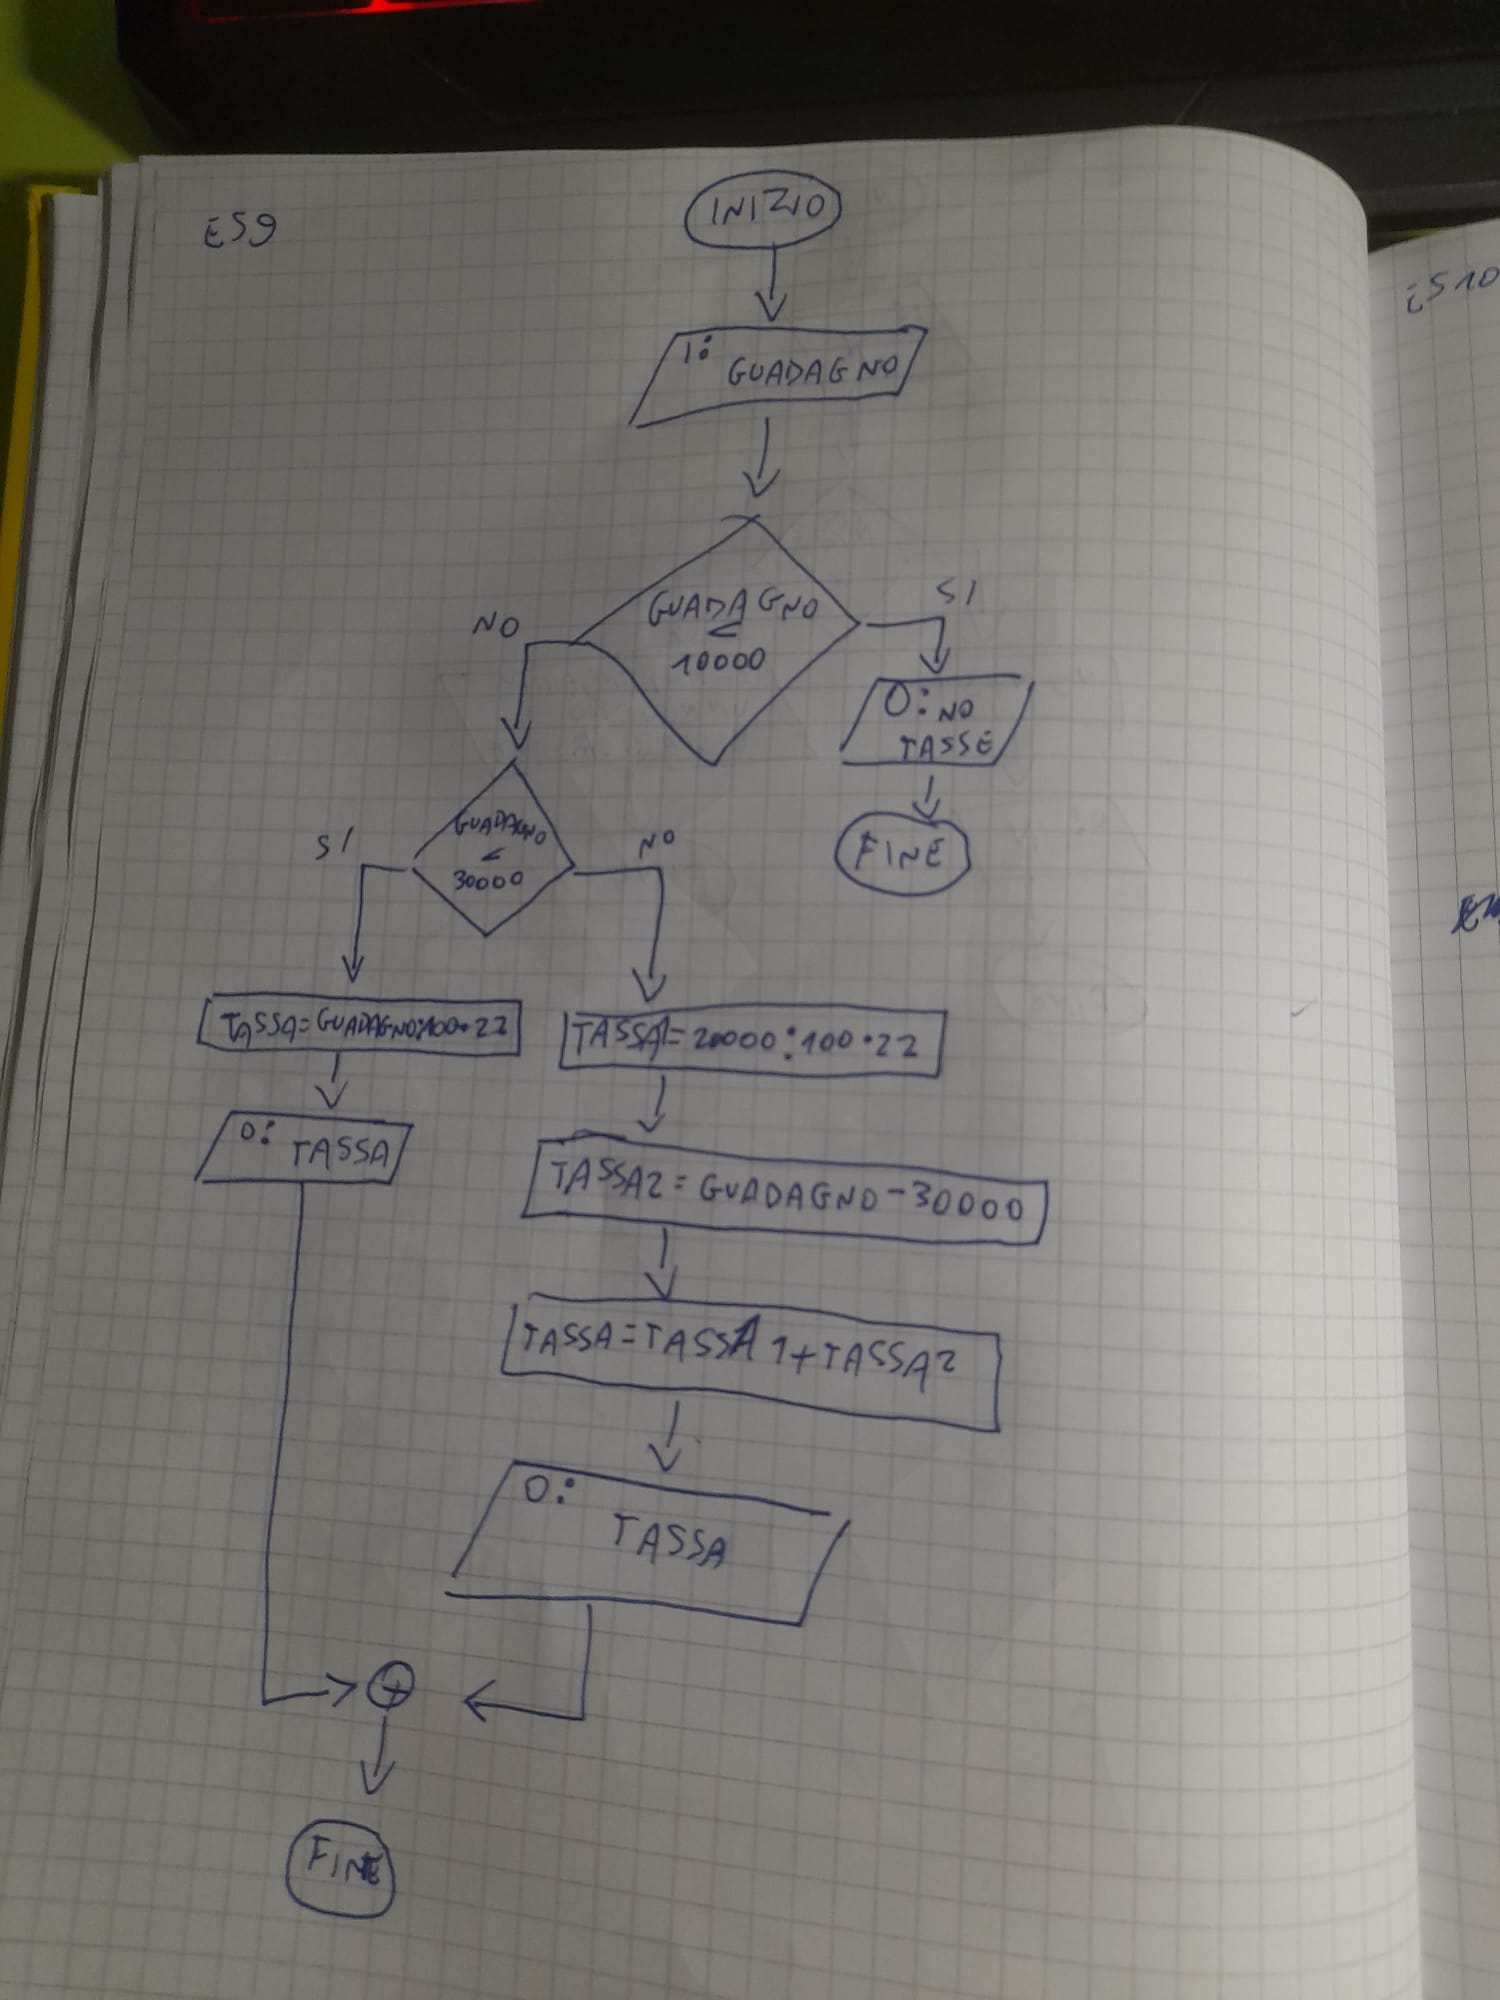 ES9
INIZIO
ES10
I:
GUADAGNO
GUADAGNO
<
10000
SI
NO
O: NO
TASSE
FINE
GUADAGNO
<
30000
SI
NO
TASSA=GUADAGNO:100•22
TASSA1=20000:100•22
O: TASSA
TASSA2=GUADAGNO-30000
TASSA=TASSA1+TASSA2
O:
TASSA
+
FINE